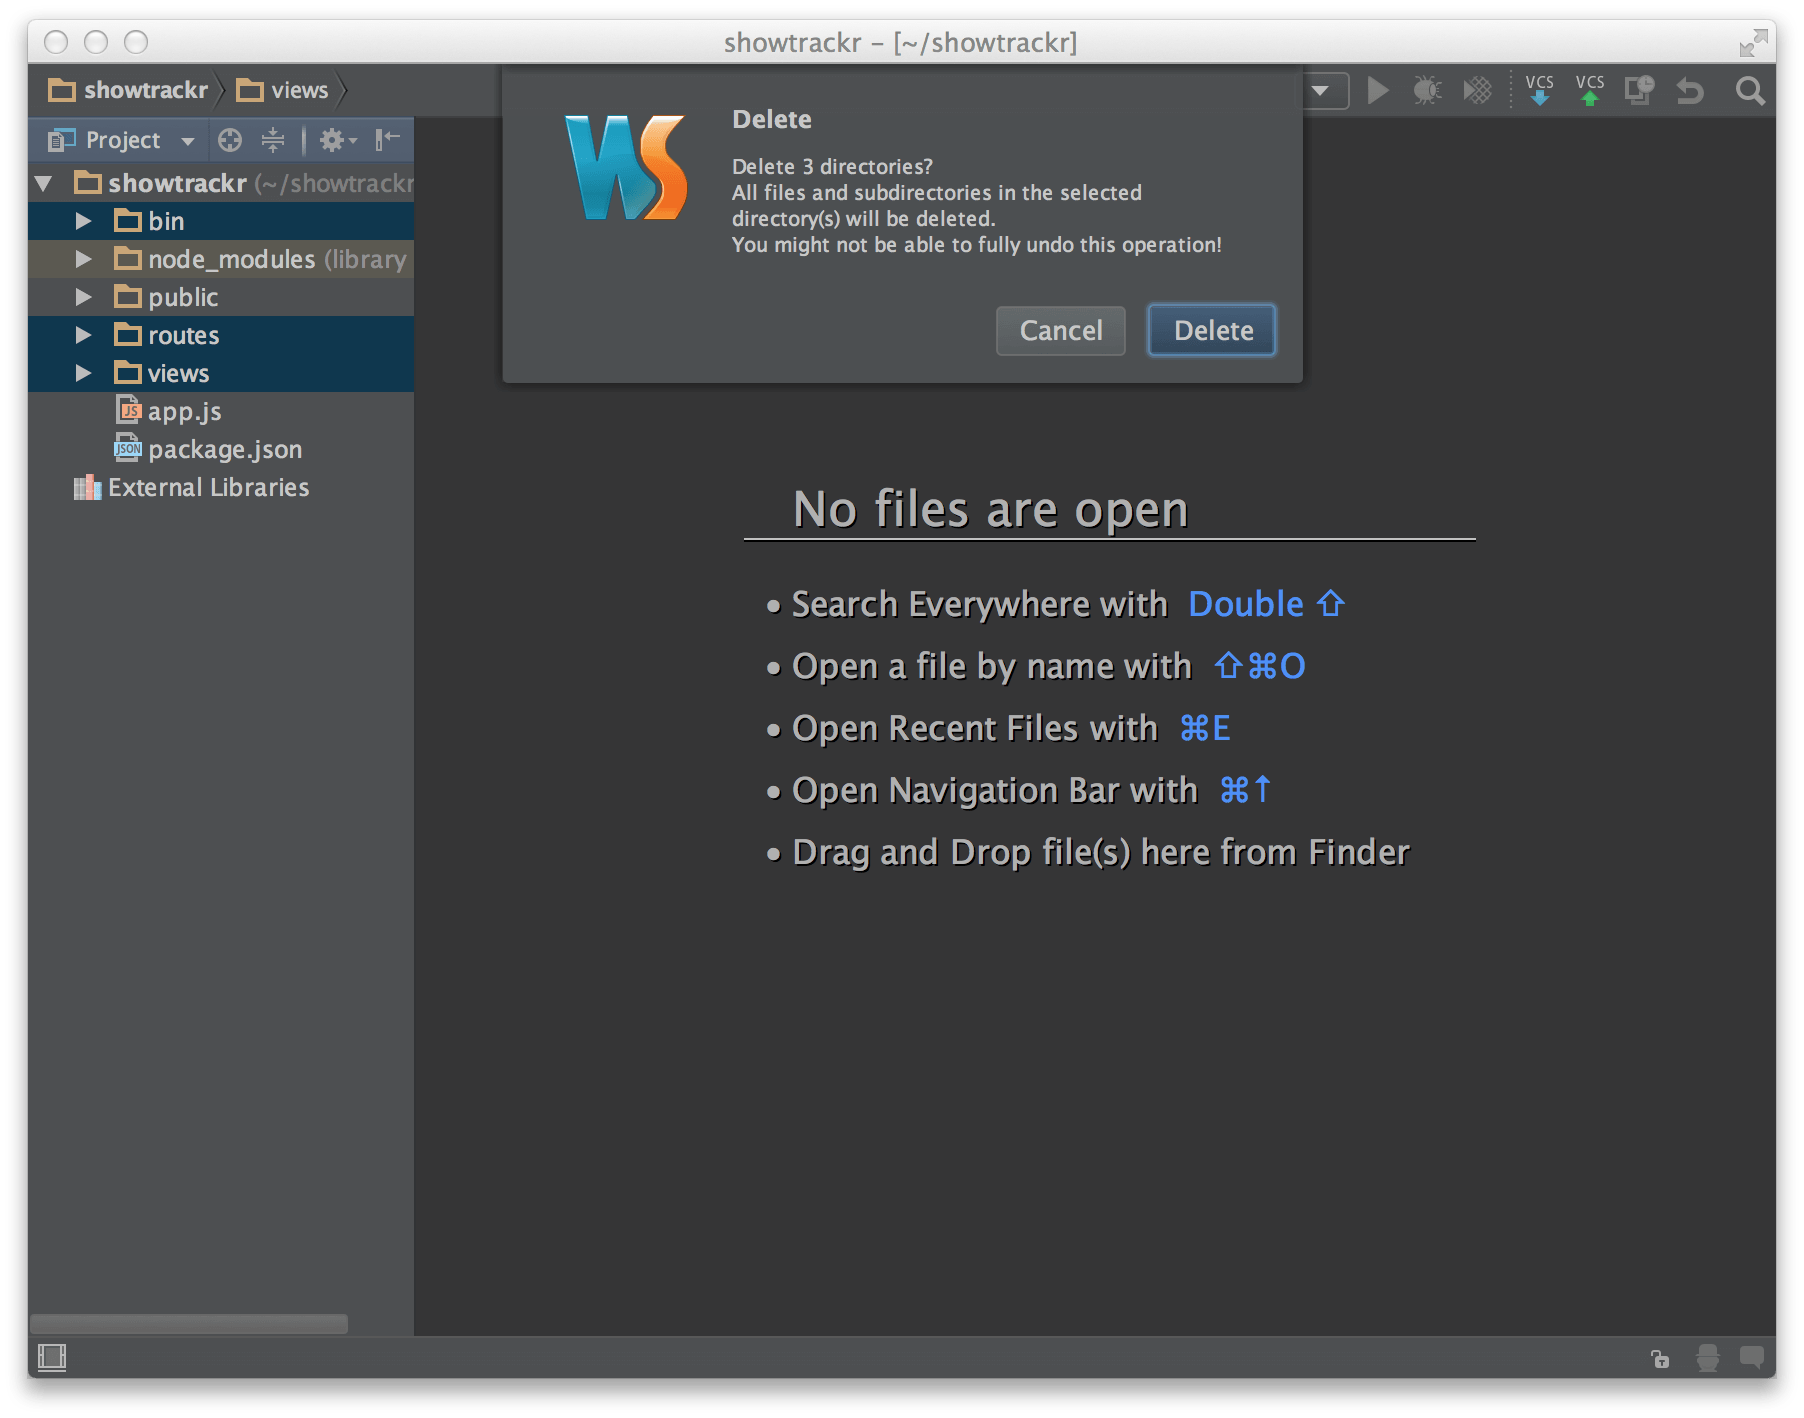 showtrackr – [~/showtrackr]
showtrackr views
VCS VCS
Project
showtrackr (~/showtrackr
bin
node_modules (library
public
routes
views
JS app.js
JSON package.json
External Libraries
WS
Delete
Delete 3 directories?
All files and subdirectories in the selected
directory(s) will be deleted.
You might not be able to fully undo this operation!
Cancel Delete
No files are open
• Search Everywhere with Double ⇧
• Open a file by name with ⇧⌘O
• Open Recent Files with ⌘E
• Open Navigation Bar with ⌘↑
• Drag and Drop file(s) here from Finder